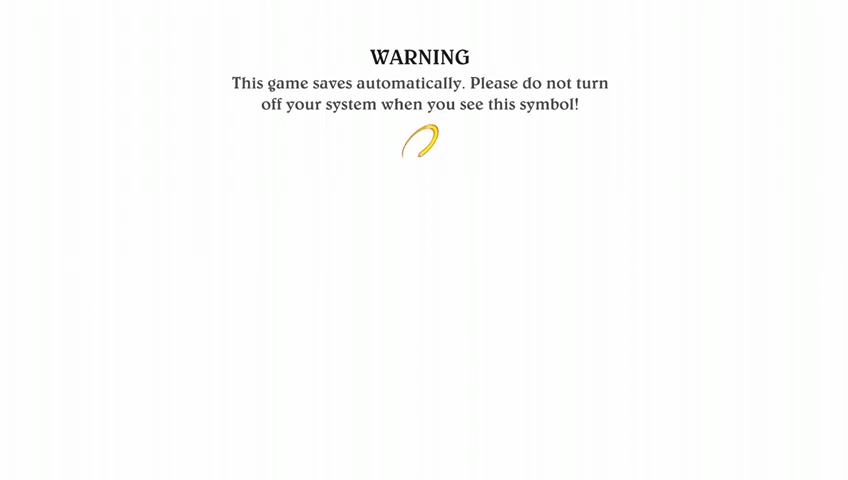 WARNING
This game saves automatically. Please do not turn
off your system when you see this symbol!